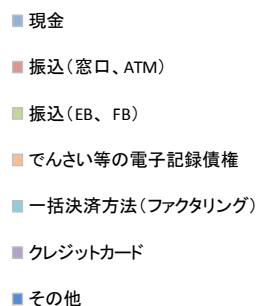 現金
振込（窓口、ATM）
振込（EB、 FB）
でんさい等の電子記録債権
一括決済方法（ファクタリング）
クレジットカード
その他